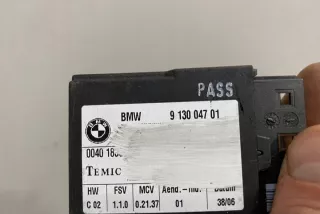 PASS
BMW 9 130 047 01
0040 183
TEMIC
HW FSV MCV Aend.-Ind. Datum
C 02 1.1.0 0.21.37 01 38/06